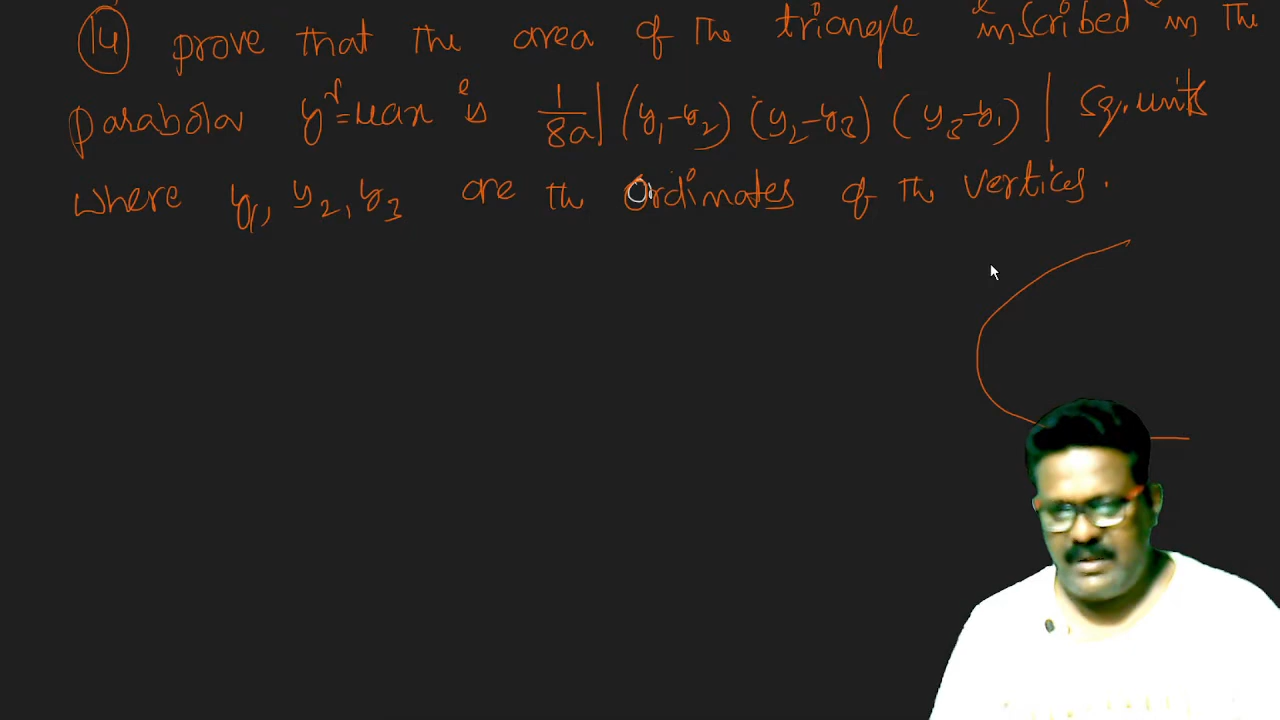 14 prove that the area of the triangle inscribed in the
parabola y²=4ax is 1/8a |(y₁-y₂) (y₂-y₃) (y₃-y₁)| Sq.units
where y₁, y₂, y₃ are the ordinates of the vertices.